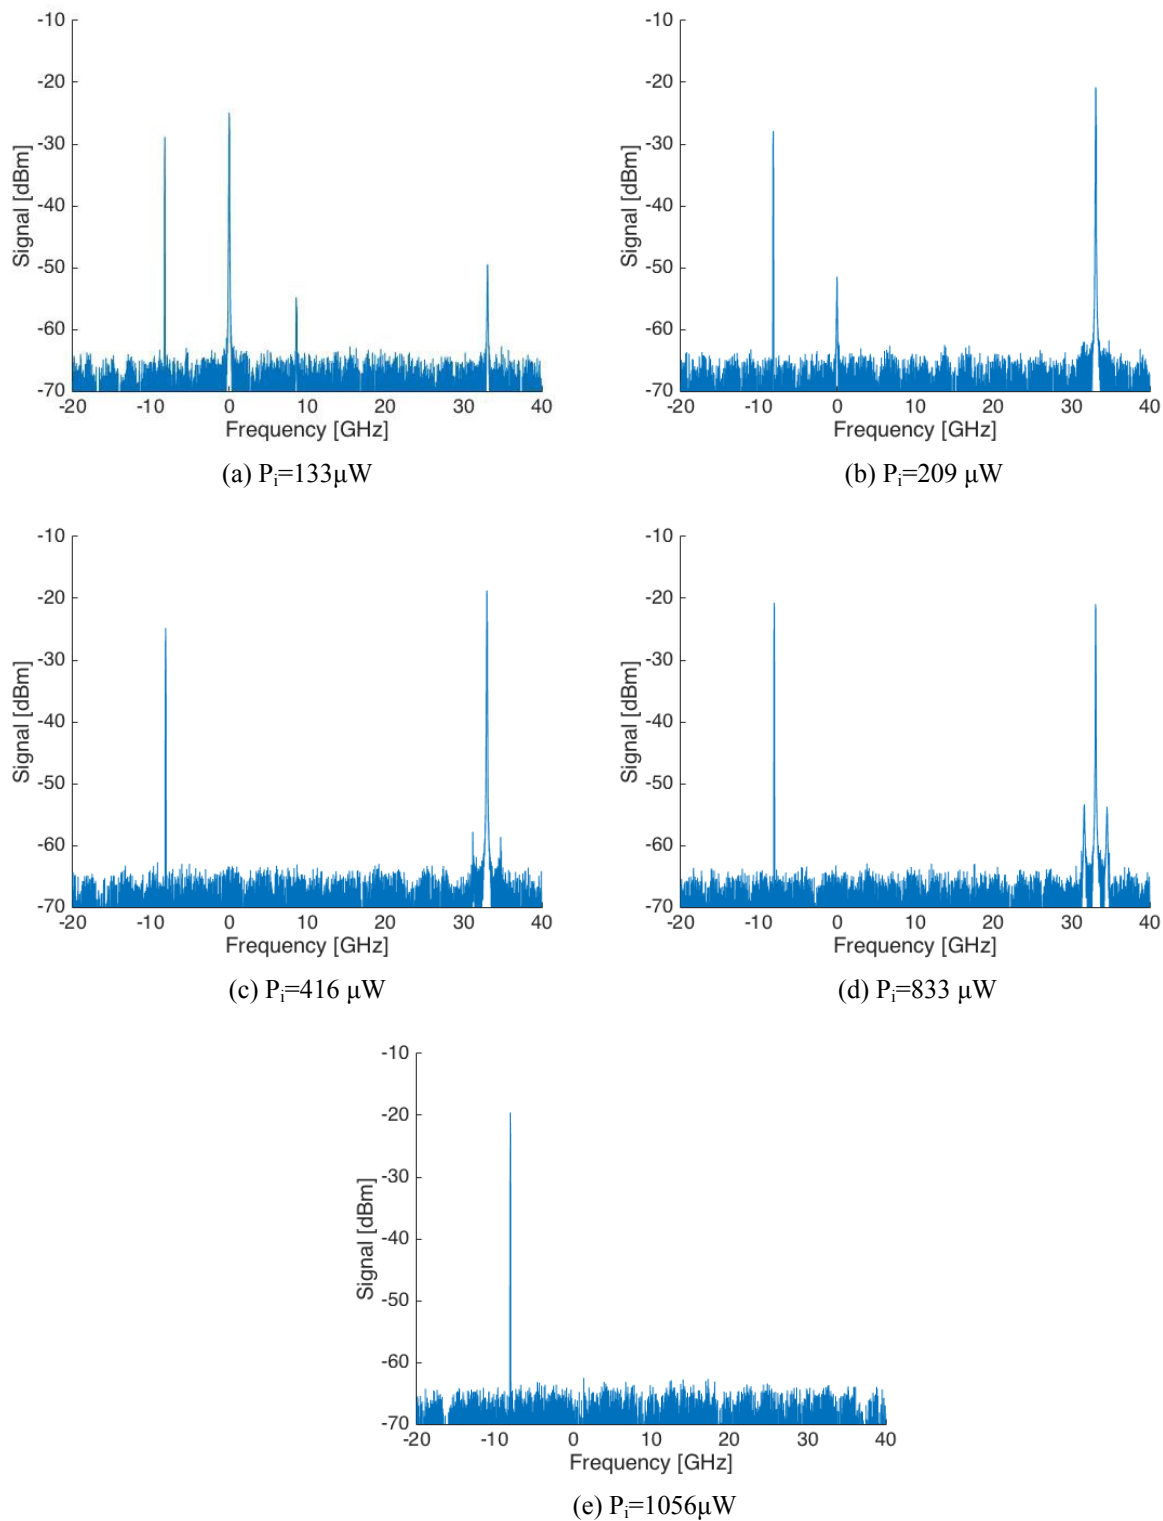 -10
-20
-30
-40
-50
-60
-70
Signal [dBm]
-20 -10 0 10 20 30 40
Frequency [GHz]
(a) Pi=133μW
-10
-20
-30
-40
-50
-60
-70
Signal [dBm]
-20 -10 0 10 20 30 40
Frequency [GHz]
(b) Pi=209 μW
-10
-20
-30
-40
-50
-60
-70
Signal [dBm]
-20 -10 0 10 20 30 40
Frequency [GHz]
(c) Pi=416 μW
-10
-20
-30
-40
-50
-60
-70
Signal [dBm]
-20 -10 0 10 20 30 40
Frequency [GHz]
(d) Pi=833 μW
-10
-20
-30
-40
-50
-60
-70
Signal [dBm]
-20 -10 0 10 20 30 40
Frequency [GHz]
(e) Pi=1056μW